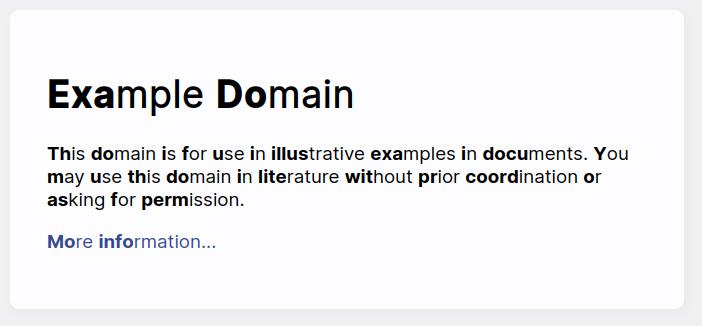 Example Domain
This domain is for use in illustrative examples in documents. You
may use this domain in literature without prior coordination or
asking for permission.
More information...